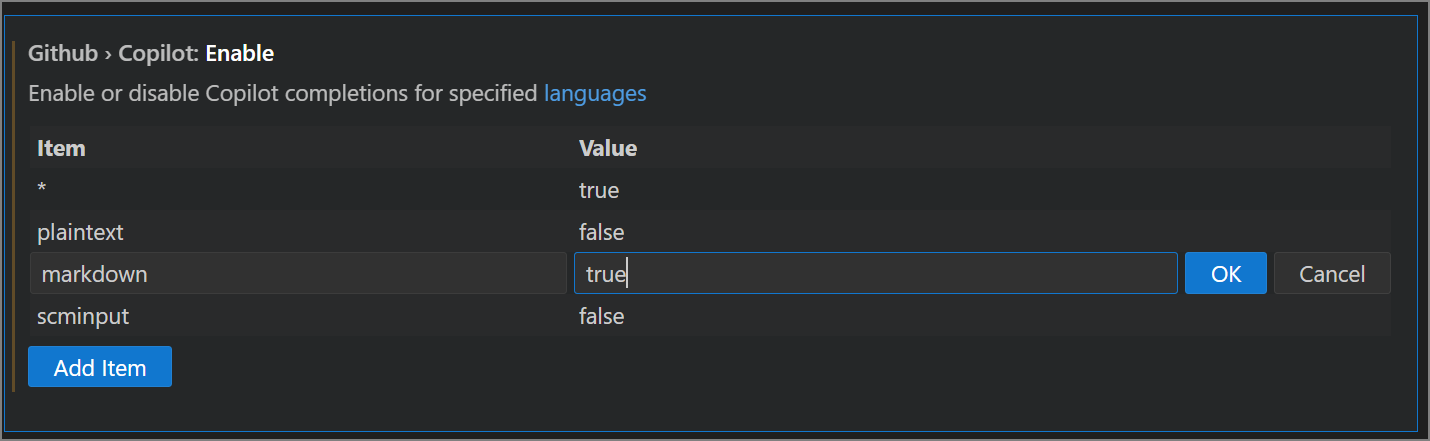 Github › Copilot: Enable
Enable or disable Copilot completions for specified languages
Item Value
* true
plaintext false
markdown true OK Cancel
scminput false
Add Item